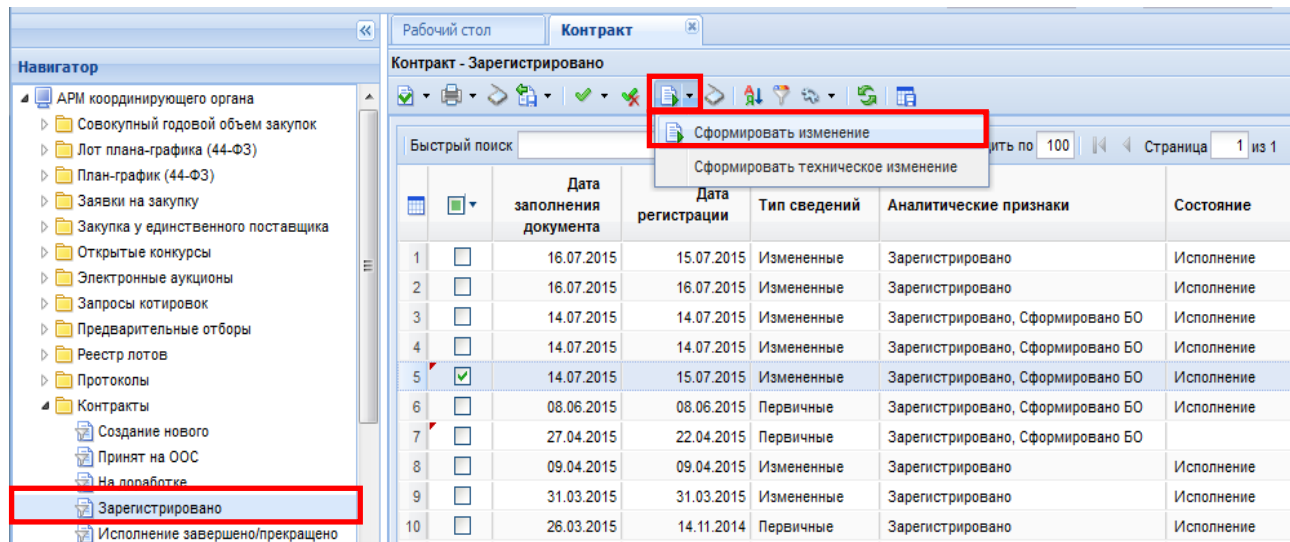 Рабочий стол
Контракт
Навигатор
Контракт - Зарегистрировано
АРМ координирующего органа
Совокупный годовой объем закупок
Лот плана-графика (44-ФЗ)
План-график (44-ФЗ)
Заявки на закупку
Закупка у единственного поставщика
Открытые конкурсы
Электронные аукционы
Запросы котировок
Предварительные отборы
Реестр лотов
Протоколы
Контракты
Создание нового
Принят на ООС
На доработке
Зарегистрировано
Исполнение завершено/прекращено
Сформировать изменение
Сформировать техническое изменение
Быстрый поиск
ить по 100 Страница 1 из 1
Дата заполнения документа Дата регистрации Тип сведений Аналитические признаки Состояние
1 16.07.2015 15.07.2015 Измененные Зарегистрировано Исполнение
2 16.07.2015 16.07.2015 Измененные Зарегистрировано Исполнение
3 14.07.2015 14.07.2015 Измененные Зарегистрировано, Сформировано БО Исполнение
4 14.07.2015 14.07.2015 Измененные Зарегистрировано, Сформировано БО Исполнение
5 14.07.2015 15.07.2015 Измененные Зарегистрировано, Сформировано БО Исполнение
6 08.06.2015 08.06.2015 Первичные Зарегистрировано, Сформировано БО Исполнение
7 27.04.2015 22.04.2015 Первичные Зарегистрировано, Сформировано БО
8 09.04.2015 09.04.2015 Измененные Зарегистрировано Исполнение
9 31.03.2015 31.03.2015 Измененные Зарегистрировано Исполнение
10 26.03.2015 14.11.2014 Первичные Зарегистрировано Исполнение